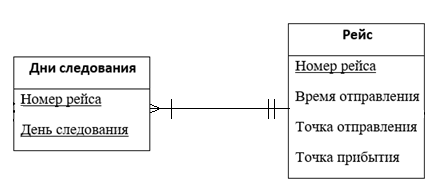 Дни следования
Номер рейса
День следования
Рейс
Номер рейса
Время отправления
Точка отправления
Точка прибытия